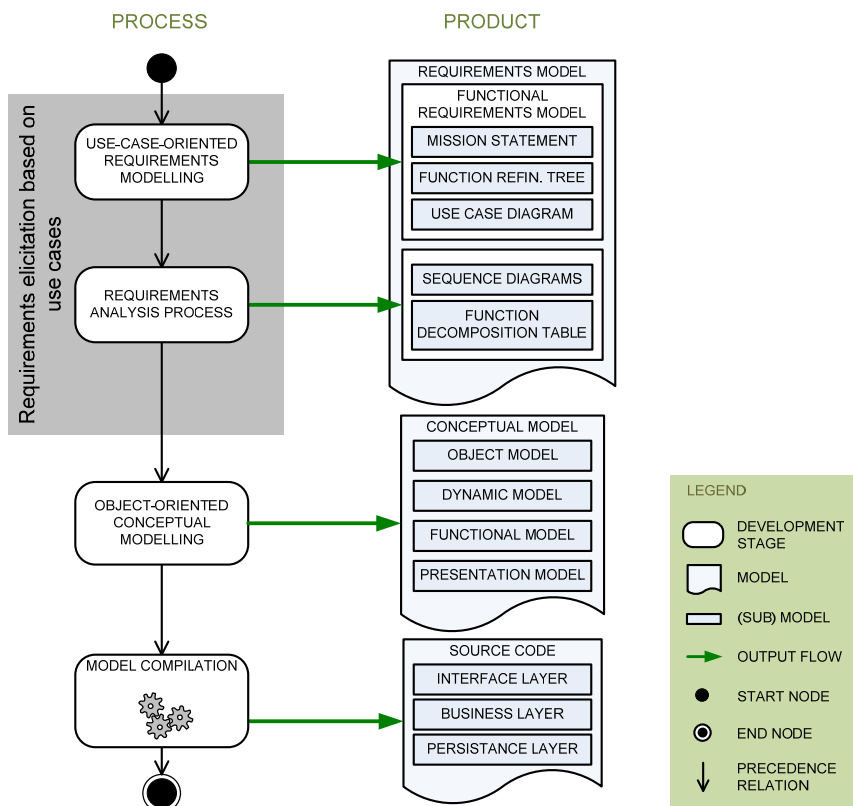 PROCESS
PRODUCT
Requirements elicitation based on
use cases
USE-CASE-ORIENTED
REQUIREMENTS
MODELLING
REQUIREMENTS
ANALYSIS PROCESS
OBJECT-ORIENTED
CONCEPTUAL
MODELLING
MODEL COMPILATION
REQUIREMENTS MODEL
FUNCTIONAL
REQUIREMENTS MODEL
MISSION STATEMENT
FUNCTION REFIN. TREE
USE CASE DIAGRAM
SEQUENCE DIAGRAMS
FUNCTION
DECOMPOSITION TABLE
CONCEPTUAL MODEL
OBJECT MODEL
DYNAMIC MODEL
FUNCTIONAL MODEL
PRESENTATION MODEL
SOURCE CODE
INTERFACE LAYER
BUSINESS LAYER
PERSISTANCE LAYER
LEGEND
DEVELOPMENT
STAGE
MODEL
(SUB) MODEL
OUTPUT FLOW
START NODE
END NODE
PRECEDENCE
RELATION